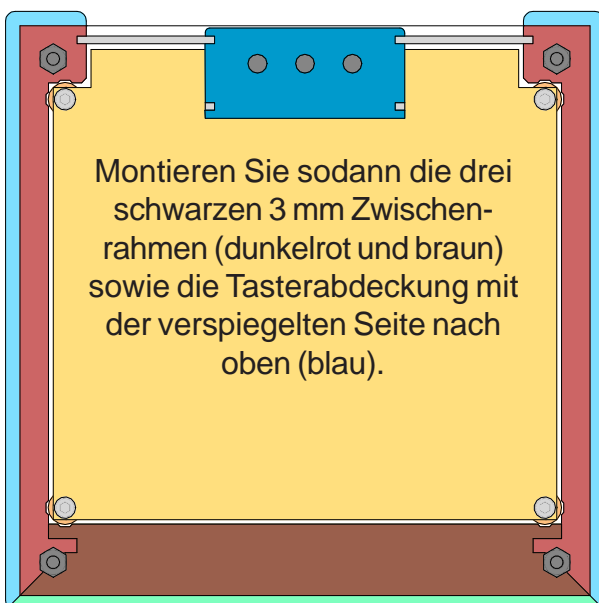 Montieren Sie sodann die drei
schwarzen 3 mm Zwischen-
rahmen (dunkelrot und braun)
sowie die Tasterabdeckung mit
der verspiegelten Seite nach
oben (blau).